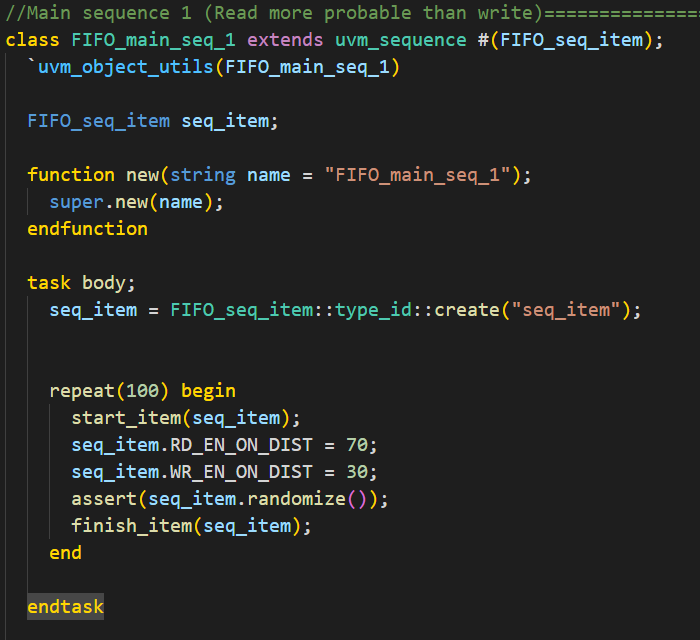 //Main sequence 1 (Read more probable than write)===============
class FIFO_main_seq_1 extends uvm_sequence #(FIFO_seq_item);
`uvm_object_utils(FIFO_main_seq_1)
FIFO_seq_item seq_item;
function new(string name = "FIFO_main_seq_1");
super.new(name);
endfunction
task body;
seq_item = FIFO_seq_item::type_id::create("seq_item");
repeat(100) begin
start_item(seq_item);
seq_item.RD_EN_ON_DIST = 70;
seq_item.WR_EN_ON_DIST = 30;
assert(seq_item.randomize());
finish_item(seq_item);
end
endtask